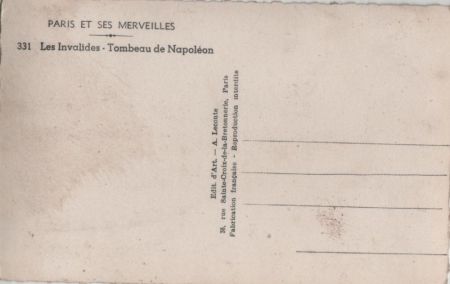 PARIS ET SES MERVEILLES
331 Les Invalides - Tombeau de Napoléon
Edit. d'Art. — A. Leconte
38, rue Sainte-Croix-de-la-Bretonnerie, Paris
Fabrication française - Reproduction interdite